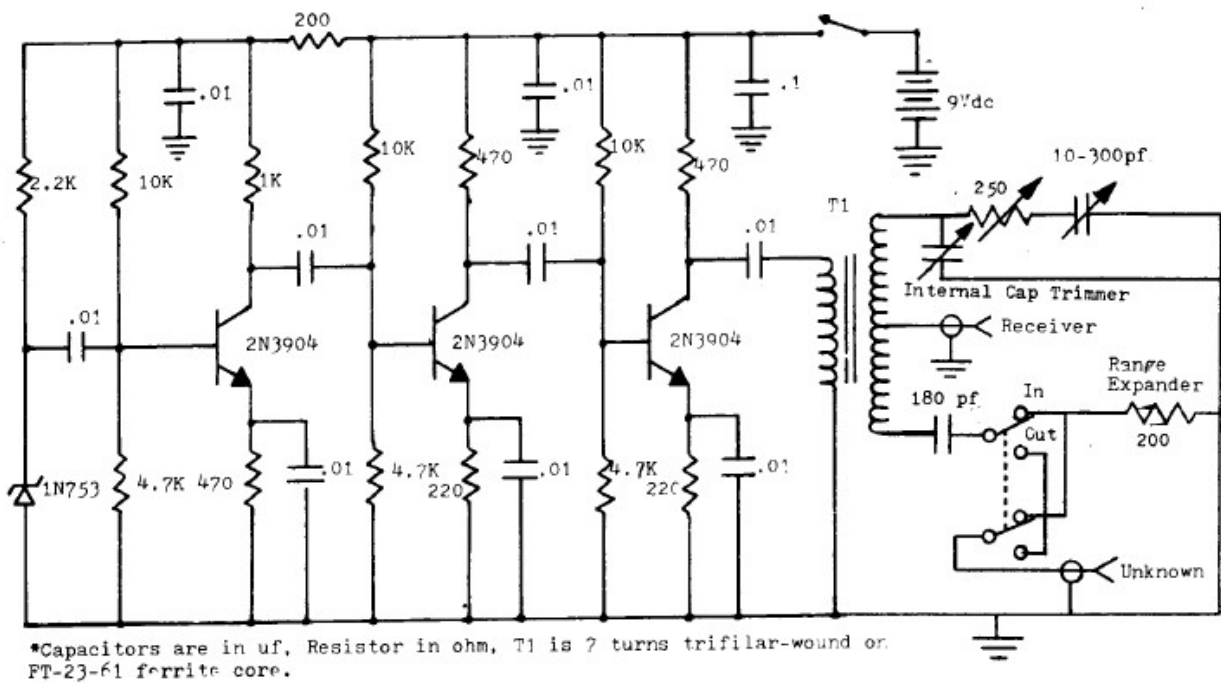 200
.01
.01
.1
9Vdc
2.2K
10K
1K
10K
470
10K
470
10-300pf
250
T1
.01
.01
.01
Internal Cap Trimmer
.01
2N3904
2N3904
2N3904
Receiver
Range
Expander
180 pf
In
Out
200
1N753
4.7K
470
.01
4.7K
220
.01
4.7K
220
.01
Unknown
*Capacitors are in uf, Resistor in ohm, T1 is 7 turns trifilar-wound on
FT-23-61 ferrite core.